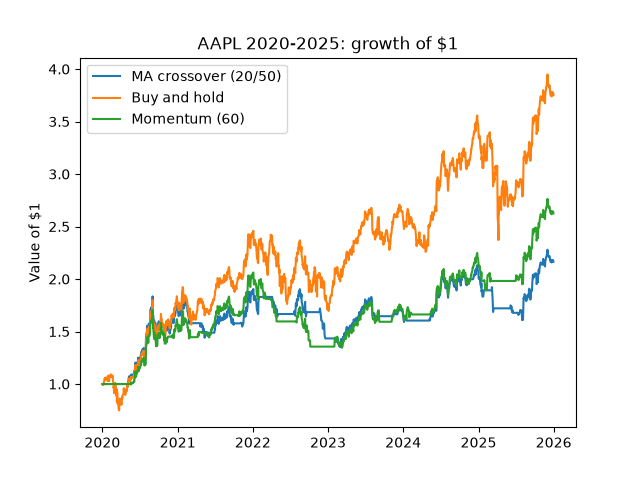 AAPL 2020-2025: growth of $1
MA crossover (20/50)
Buy and hold
Momentum (60)
Value of $1
4.0
3.5
3.0
2.5
2.0
1.5
1.0
2020 2021 2022 2023 2024 2025 2026